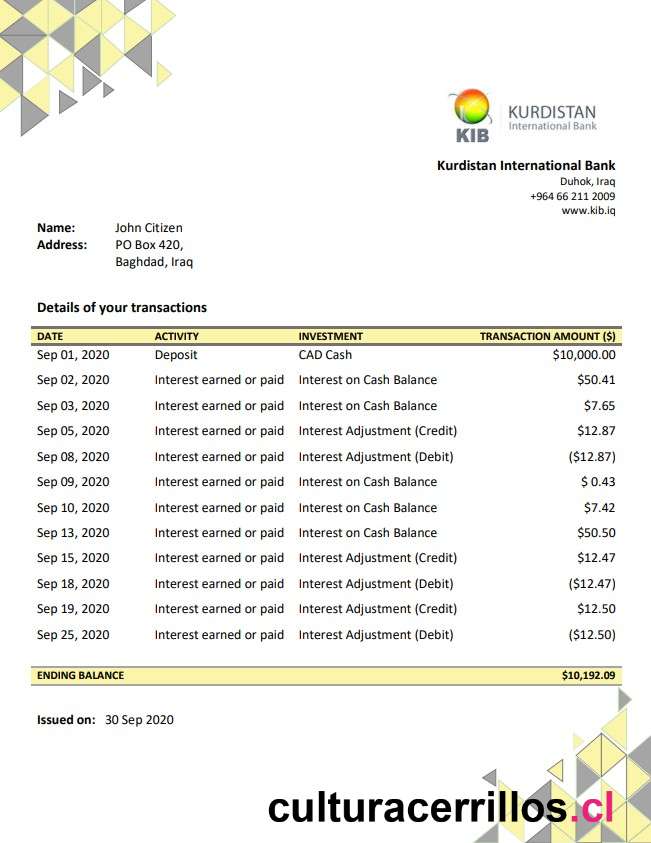 KIB
KURDISTAN
International Bank
Kurdistan International Bank
Duhok, Iraq
+964 66 211 2009
www.kib.iq
Name: John Citizen
Address: PO Box 420,
Baghdad, Iraq
Details of your transactions
DATE ACTIVITY INVESTMENT TRANSACTION AMOUNT ($)
Sep 01, 2020 Deposit CAD Cash $10,000.00
Sep 02, 2020 Interest earned or paid Interest on Cash Balance $50.41
Sep 03, 2020 Interest earned or paid Interest on Cash Balance $7.65
Sep 05, 2020 Interest earned or paid Interest Adjustment (Credit) $12.87
Sep 08, 2020 Interest earned or paid Interest Adjustment (Debit) ($12.87)
Sep 09, 2020 Interest earned or paid Interest on Cash Balance $ 0.43
Sep 10, 2020 Interest earned or paid Interest on Cash Balance $7.42
Sep 13, 2020 Interest earned or paid Interest on Cash Balance $50.50
Sep 15, 2020 Interest earned or paid Interest Adjustment (Credit) $12.47
Sep 18, 2020 Interest earned or paid Interest Adjustment (Debit) ($12.47)
Sep 19, 2020 Interest earned or paid Interest Adjustment (Credit) $12.50
Sep 25, 2020 Interest earned or paid Interest Adjustment (Debit) ($12.50)
ENDING BALANCE $10,192.09
Issued on: 30 Sep 2020
culturacerrillos.cl